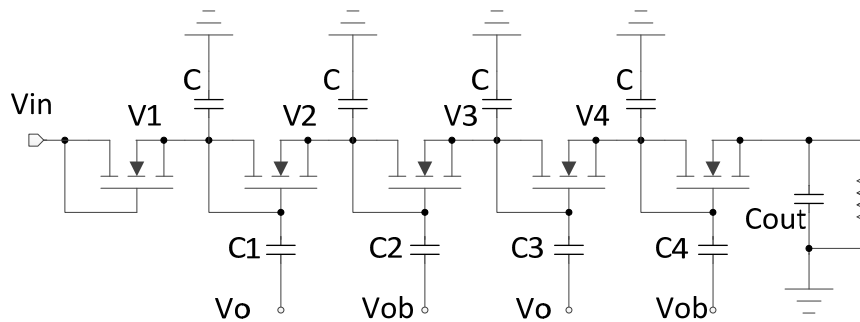 C C C C
Vin V1 V2 V3 V4
C1 C2 C3 C4 Cout
Vo Vob Vo Vob